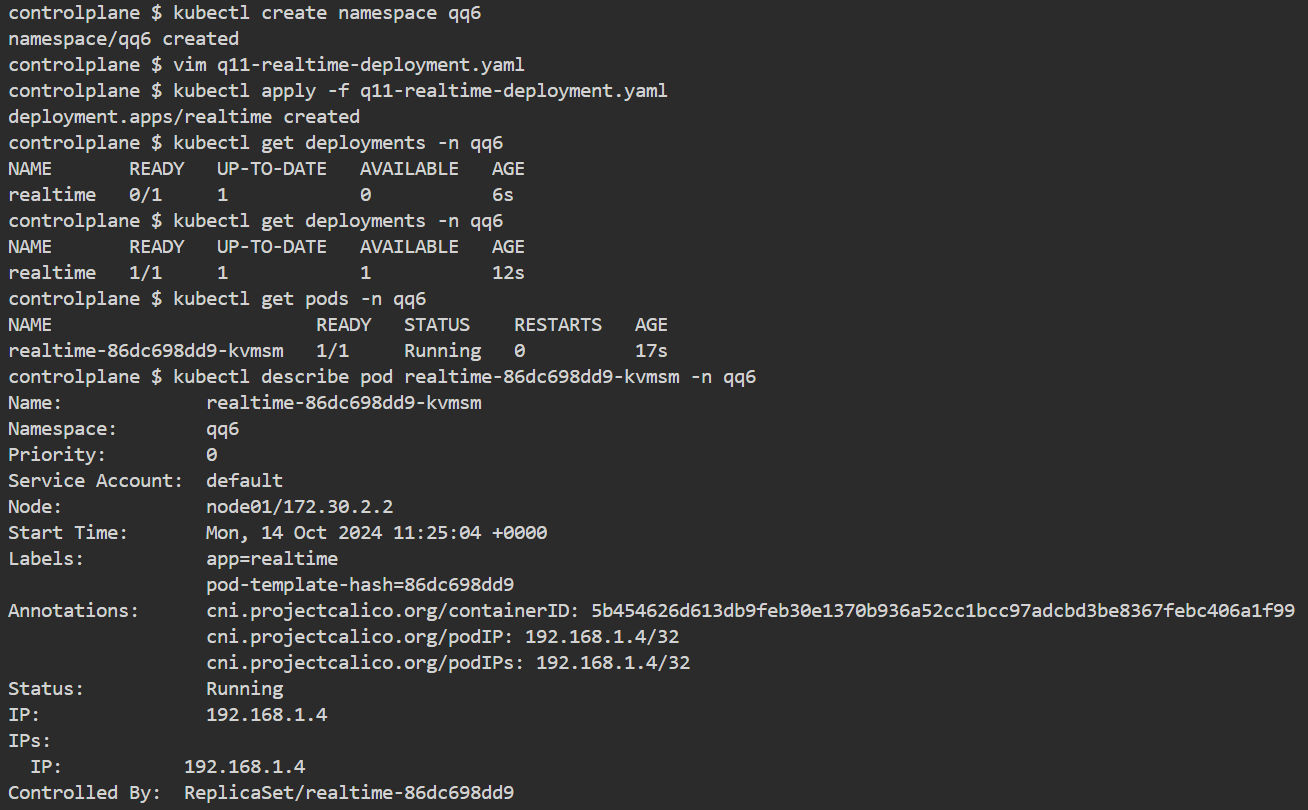 controlplane $ kubectl create namespace qq6
namespace/qq6 created
controlplane $ vim q11-realtime-deployment.yaml
controlplane $ kubectl apply -f q11-realtime-deployment.yaml
deployment.apps/realtime created
controlplane $ kubectl get deployments -n qq6
NAME       READY   UP-TO-DATE   AVAILABLE   AGE
realtime   0/1     1            0           6s
controlplane $ kubectl get deployments -n qq6
NAME       READY   UP-TO-DATE   AVAILABLE   AGE
realtime   1/1     1            1           12s
controlplane $ kubectl get pods -n qq6
NAME                        READY   STATUS    RESTARTS   AGE
realtime-86dc698dd9-kvmsm   1/1     Running   0          17s
controlplane $ kubectl describe pod realtime-86dc698dd9-kvmsm -n qq6
Name:             realtime-86dc698dd9-kvmsm
Namespace:        qq6
Priority:         0
Service Account:  default
Node:             node01/172.30.2.2
Start Time:       Mon, 14 Oct 2024 11:25:04 +0000
Labels:           app=realtime
                  pod-template-hash=86dc698dd9
Annotations:      cni.projectcalico.org/containerID: 5b454626d613db9feb30e1370b936a52cc1bcc97adcbd3be8367febc406a1f99
                  cni.projectcalico.org/podIP: 192.168.1.4/32
                  cni.projectcalico.org/podIPs: 192.168.1.4/32
Status:           Running
IP:               192.168.1.4
IPs:
  IP:           192.168.1.4
Controlled By:  ReplicaSet/realtime-86dc698dd9